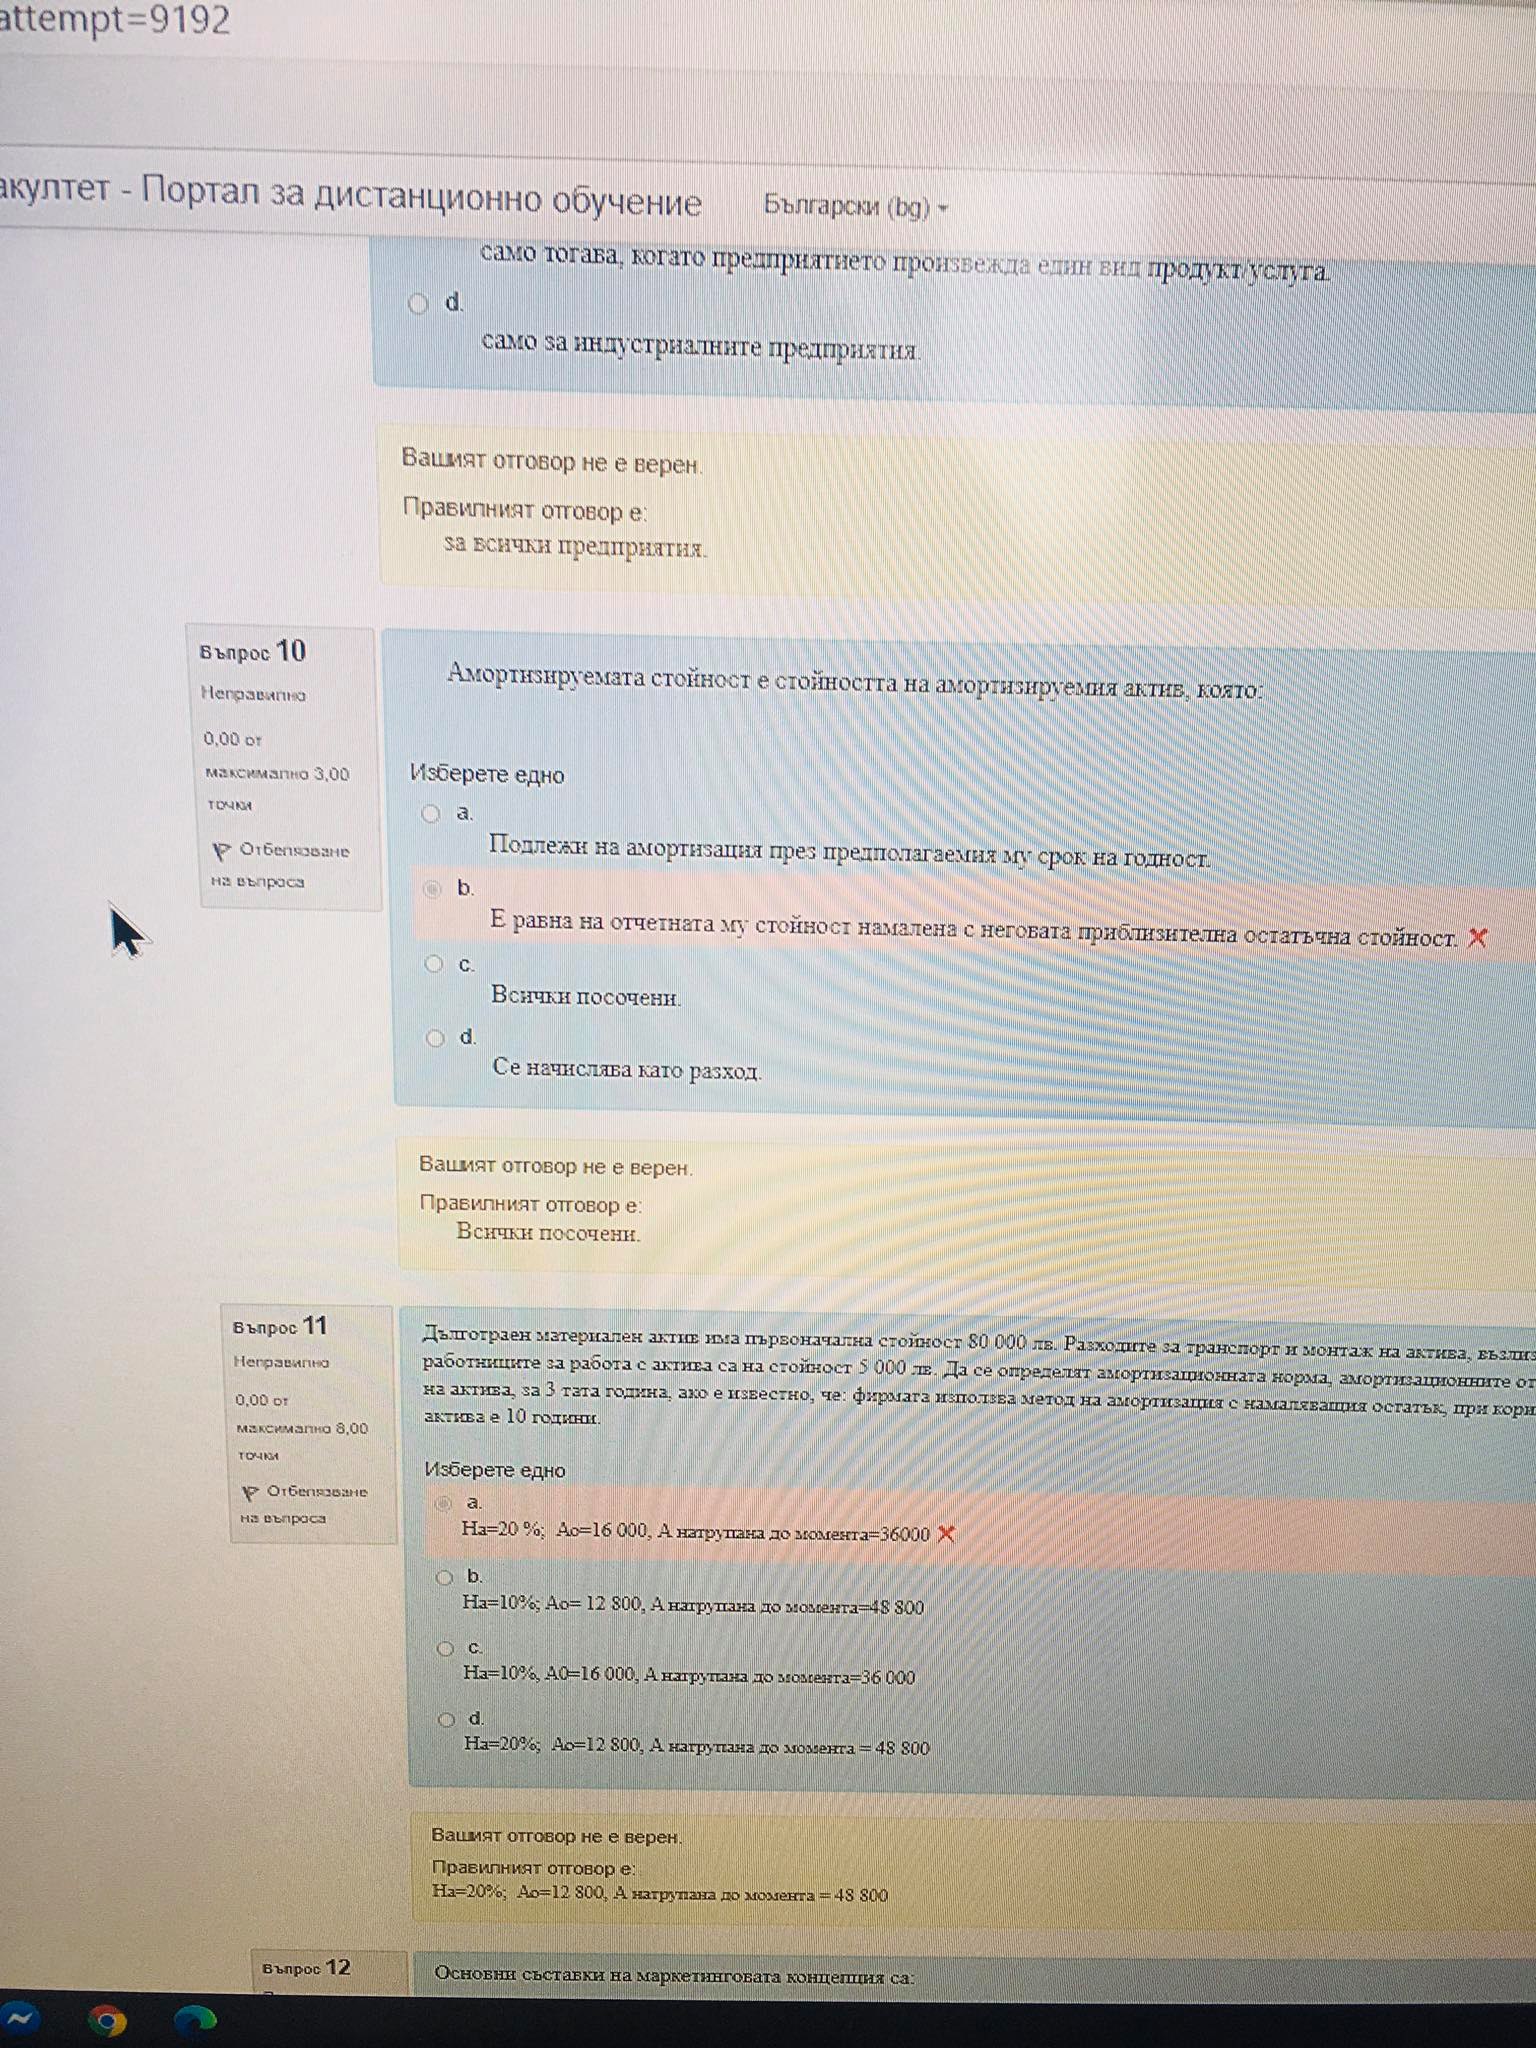 attempt=9192
акултет - Портал за дистанционно обучение
Български (bg)
само тогава, когато предприятието произвежда един вид продукт/услуга.
d.
само за индустриалните предприятия.
Вашият отговор не е верен.
Правилният отговор е:
за всички предприятия.
Въпрос 10
Неправилно
0,00 от
максимално 3,00
точки
Отбелязване
на въпроса
Амортизируемата стойност е стойността на амортизируемия актив, която:
Изберете едно
a.
Подлежи на амортизация през предполагаемия му срок на годност.
b.
Е равна на отчетната му стойност намалена с неговата приблизителна остатъчна стойност.
c.
Всички посочени.
d.
Се начислява като разход.
Вашият отговор не е верен.
Правилният отговор е:
Всички посочени.
Въпрос 11
Неправилно
0,00 от
максимално 8,00
точки
Отбелязване
на въпроса
Дълготраен материален актив има първоначална стойност 80 000 лв. Разходите за транспорт и монтаж на актива, възлиз
работниците за работа с актива са на стойност 5 000 лв. Да се определят амортизационната норма, амортизационните от
на актива, за 3 тата година, ако е известно, че: фирмата използва метод на амортизация с намаляващия остатък, при кори
актива е 10 години.
Изберете едно
a.
На=20 %; Ао=16 000, А натрупана до момента=36000
b.
На=10%; Ао= 12 800, А натрупана до момента=48 800
c.
На=10%, А0=16 000, А натрупана до момента=36 000
d.
На=20%; Ао=12 800, А натрупана до момента = 48 800
Вашият отговор не е верен.
Правилният отговор е:
На=20%; Ао=12 800, А натрупана до момента = 48 800
Въпрос 12
Основни съставки на маркетинговата концепция са: